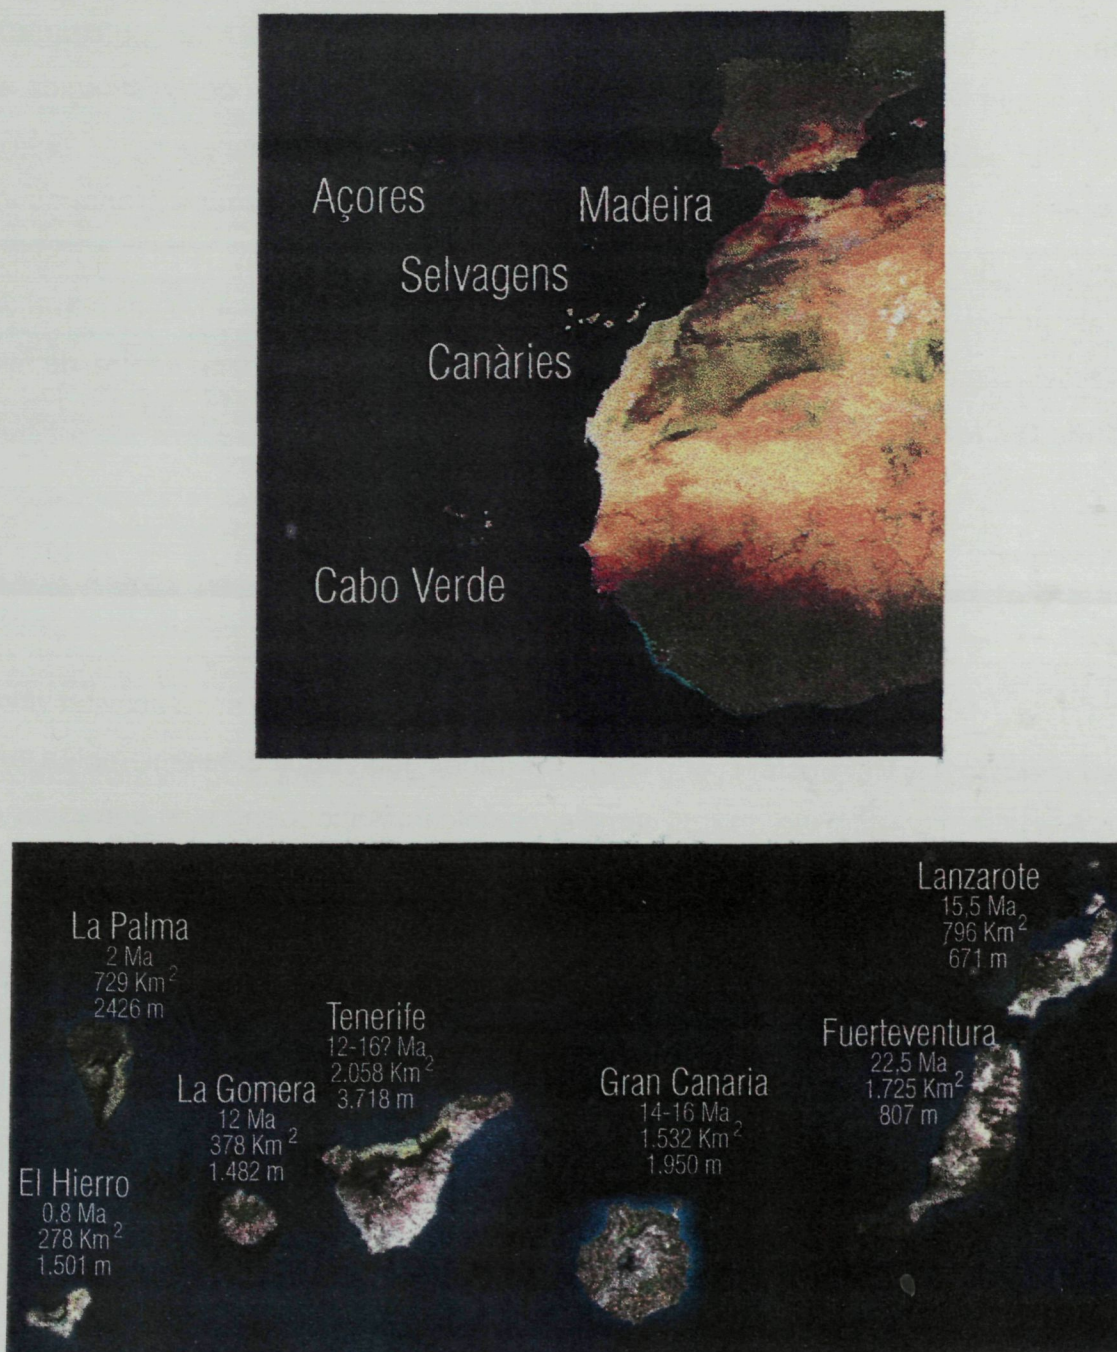 Açores
Madeira
Selvagens
Canàries
Cabo Verde
Lanzarote
15,5 Ma
796 Km²
671 m
La Palma
2 Ma
729 Km²
2426 m
Tenerife
12-16? Ma
2.058 Km²
3.718 m
Fuerteventura
22,5 Ma
1.725 Km²
807 m
La Gomera
12 Ma
378 Km²
1.482 m
Gran Canaria
14-16 Ma
1.532 Km²
1.950 m
El Hierro
0,8 Ma
278 Km²
1.501 m